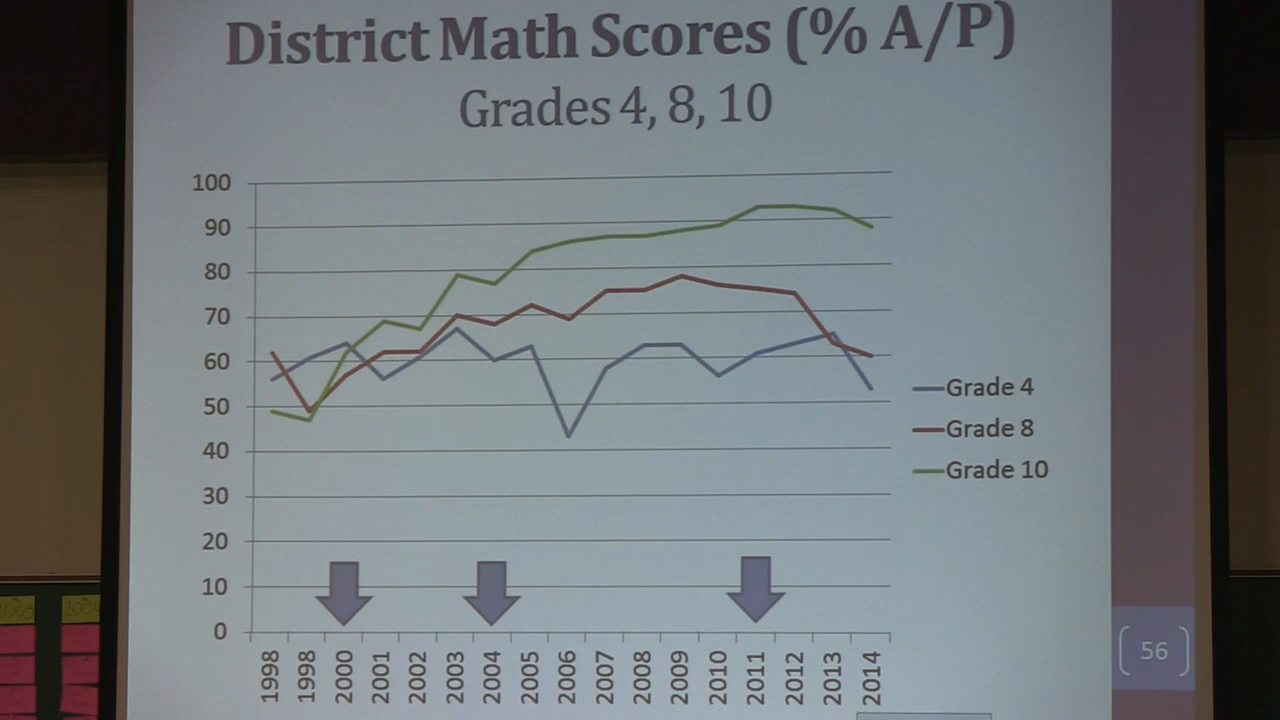 District Math Scores (% A/P)
Grades 4, 8, 10
100
90
80
70
60
50
40
30
20
10
0
1998 1998 2000 2001 2002 2003 2004 2005 2006 2007 2008 2009 2010 2011 2012 2013 2014
Grade 4
Grade 8
Grade 10
56
2003 2004